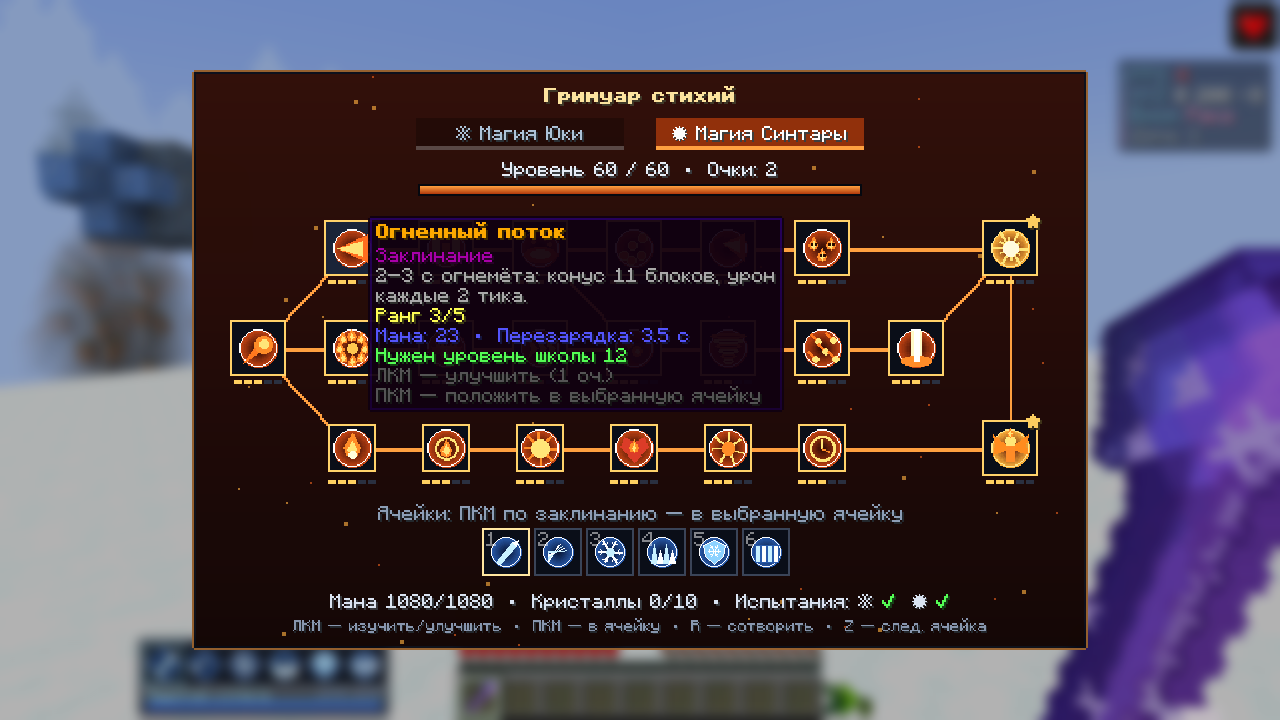 Гримуар стихий
Магия Юки
Магия Синтары
Уровень 60 / 60 • Очки: 2
Огненный поток
Заклинание
2—3 с огнемёта: конус 11 блоков, урон
каждые 2 тика.
Ранг 3/5
Мана: 23 • Перезарядка: 3.5 с
Нужен уровень школы 12
ЛКМ — улучшить (1 оч.)
ПКМ — положить в выбранную ячейку
Ячейки: ПКМ по заклинанию — в выбранную ячейку
1 2 3 4 5 6
Мана 1080/1080 • Кристаллы 0/10 • Испытания: ✓ ✓
ЛКМ — изучить/улучшить • ПКМ — в ячейку • R — сотворить • Z — след. ячейка